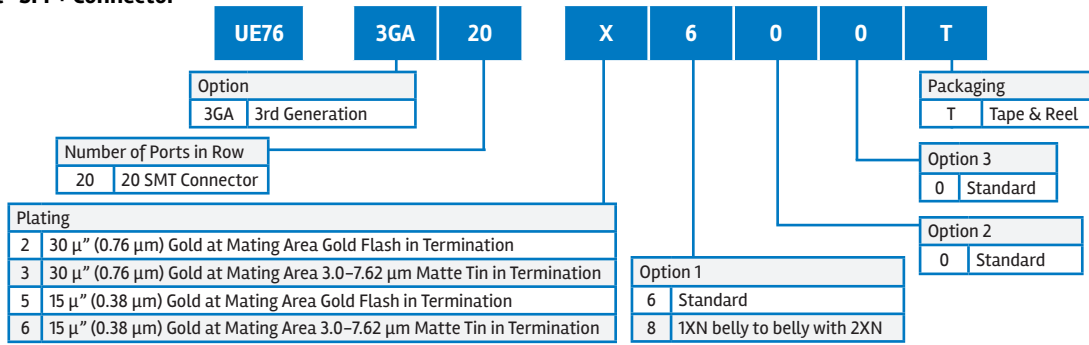 UE76 3GA 20 X 6 0 0 T
Option
3GA 3rd Generation
Packaging
T Tape & Reel
Number of Ports in Row
20 20 SMT Connector
Option 3
0 Standard
Plating
2 30 µ” (0.76 µm) Gold at Mating Area Gold Flash in Termination
3 30 µ” (0.76 µm) Gold at Mating Area 3.0–7.62 µm Matte Tin in Termination
5 15 µ” (0.38 µm) Gold at Mating Area Gold Flash in Termination
6 15 µ” (0.38 µm) Gold at Mating Area 3.0–7.62 µm Matte Tin in Termination
Option 2
0 Standard
Option 1
6 Standard
8 1XN belly to belly with 2XN